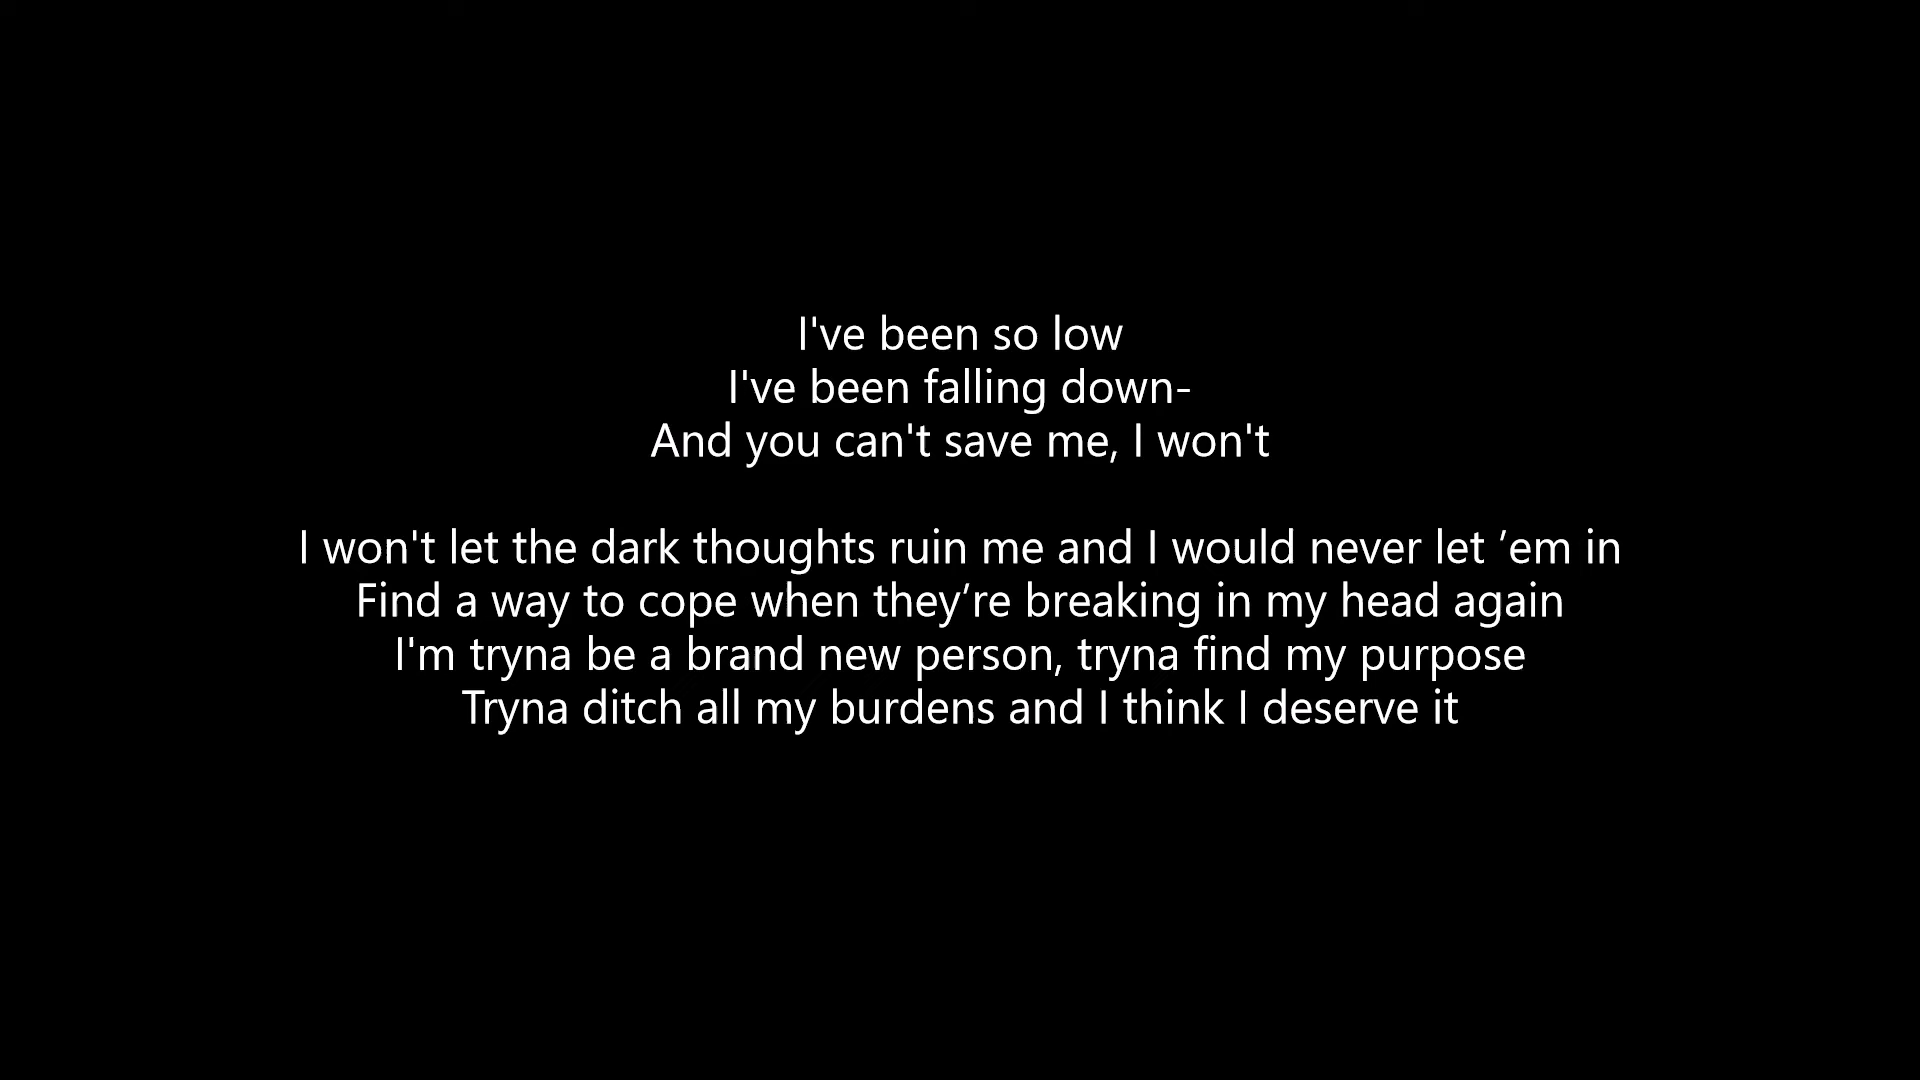 I've been so low
I've been falling down-
And you can't save me, I won't
I won't let the dark thoughts ruin me and I would never let ’em in
Find a way to cope when they’re breaking in my head again
I'm tryna be a brand new person, tryna find my purpose
Tryna ditch all my burdens and I think I deserve it